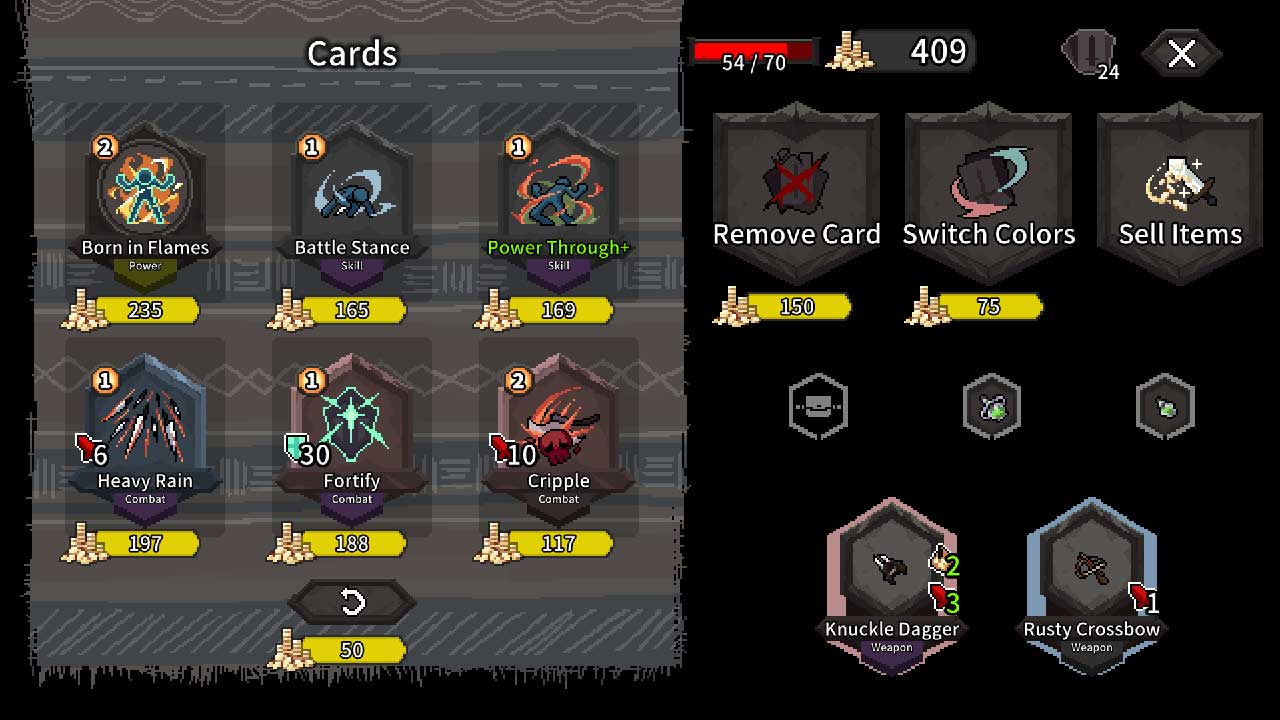 Cards
54 / 70
409
24
2
Born in Flames
Power
235
1
Battle Stance
Skill
165
1
Power Through+
Skill
169
Remove Card
150
Switch Colors
75
Sell Items
1
6
Heavy Rain
Combat
197
1
30
Fortify
Combat
188
2
10
Cripple
Combat
117
50
2
3
Knuckle Dagger
Weapon
1
Rusty Crossbow
Weapon